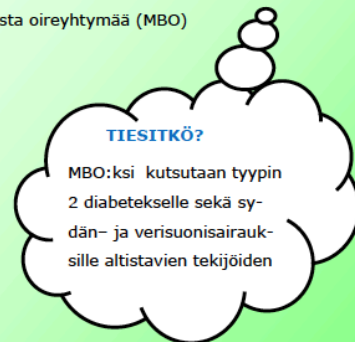 sta oireyhtymää (MBO)
TIESITKÖ?
MBO:ksi kutsutaan tyypin
2 diabetekselle sekä sy-
dän– ja verisuonisairauk-
sille altistavien tekijöiden